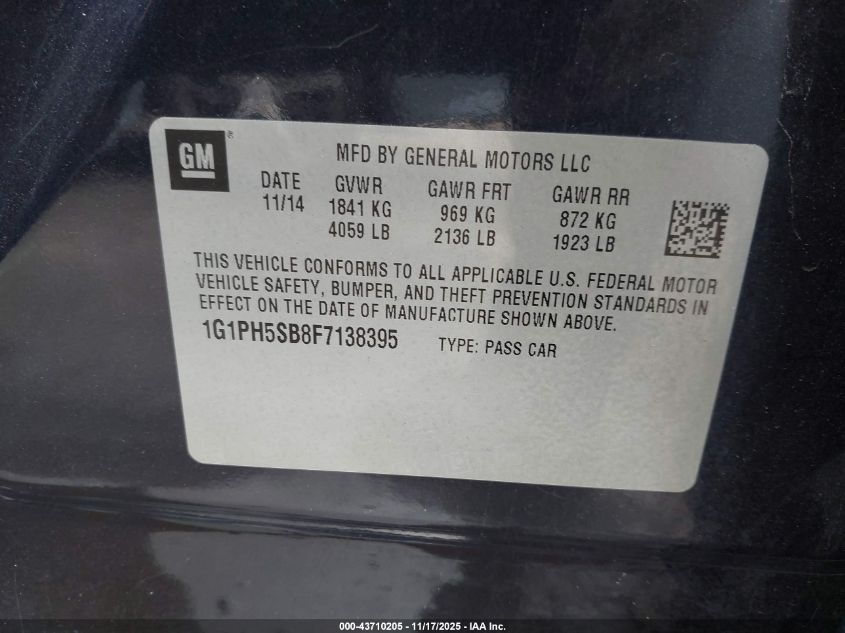 GM®
MFD BY GENERAL MOTORS LLC
DATE GVWR GAWR FRT GAWR RR
11/14 1841 KG 969 KG 872 KG
4059 LB 2136 LB 1923 LB
THIS VEHICLE CONFORMS TO ALL APPLICABLE U.S. FEDERAL MOTOR
VEHICLE SAFETY, BUMPER, AND THEFT PREVENTION STANDARDS IN
EFFECT ON THE DATE OF MANUFACTURE SHOWN ABOVE.
1G1PH5SB8F7138395 TYPE: PASS CAR
000-43710205 - 11/17/2025 - IAA Inc.